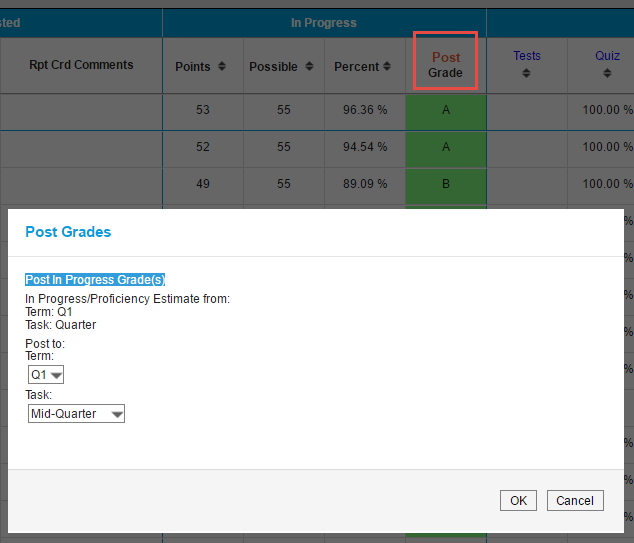 sted In Progress
Rpt Crd Comments Points Possible Percent Post Grade Tests Quiz
53 55 96.36 % A 100.00 %
52 55 94.54 % A 100.00 %
49 55 89.09 % B 100.00 %
%
Post Grades
%
Post In Progress Grade(s)
%
In Progress/Proficiency Estimate from:
Term: Q1
Task: Quarter
%
Post to:
Term:
Q1
%
Task:
Mid-Quarter
%
%
%
OK Cancel
%